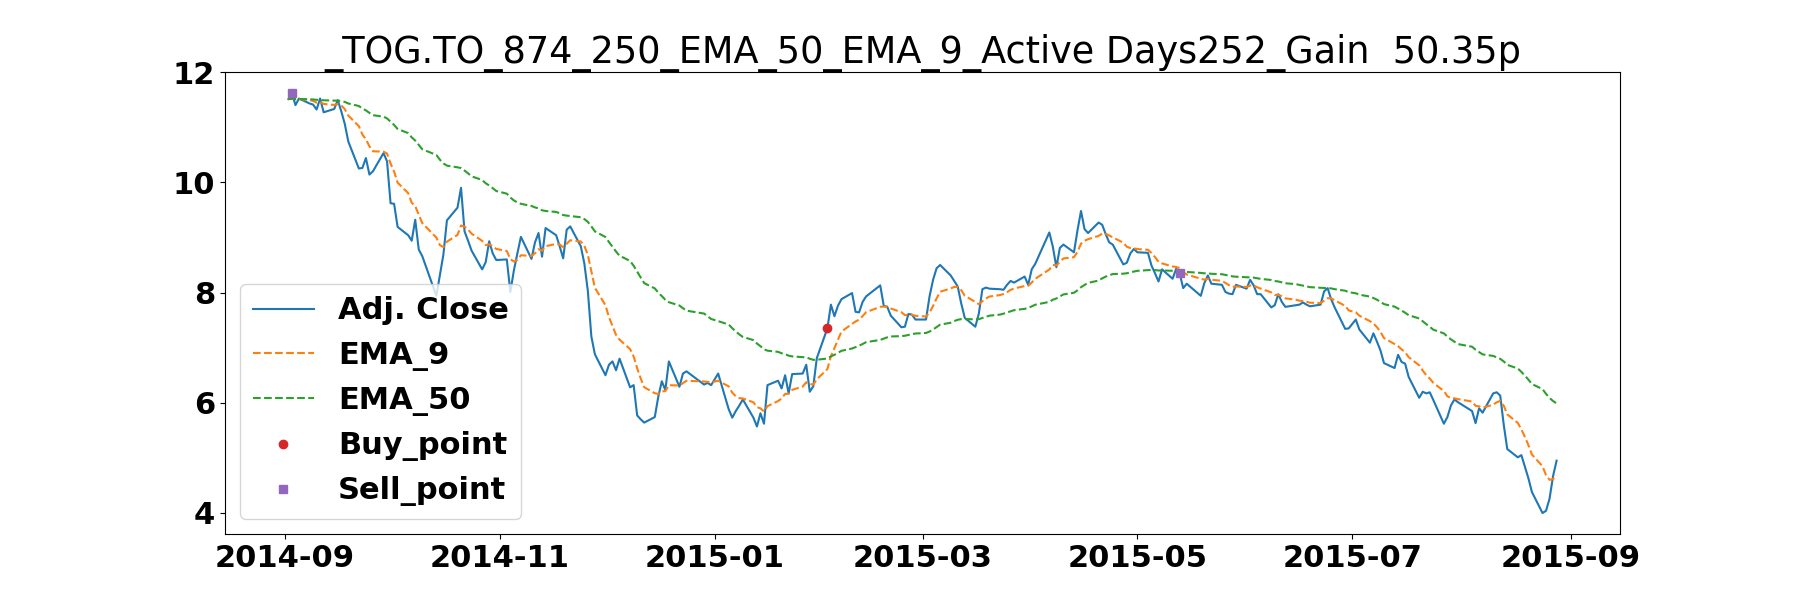 _TOG.TO_874_250_EMA_50_EMA_9_Active Days252_Gain  50.35p
12
10
8
6
4
Adj. Close
EMA_9
EMA_50
Buy_point
Sell_point
2014-09 2014-11 2015-01 2015-03 2015-05 2015-07 2015-09